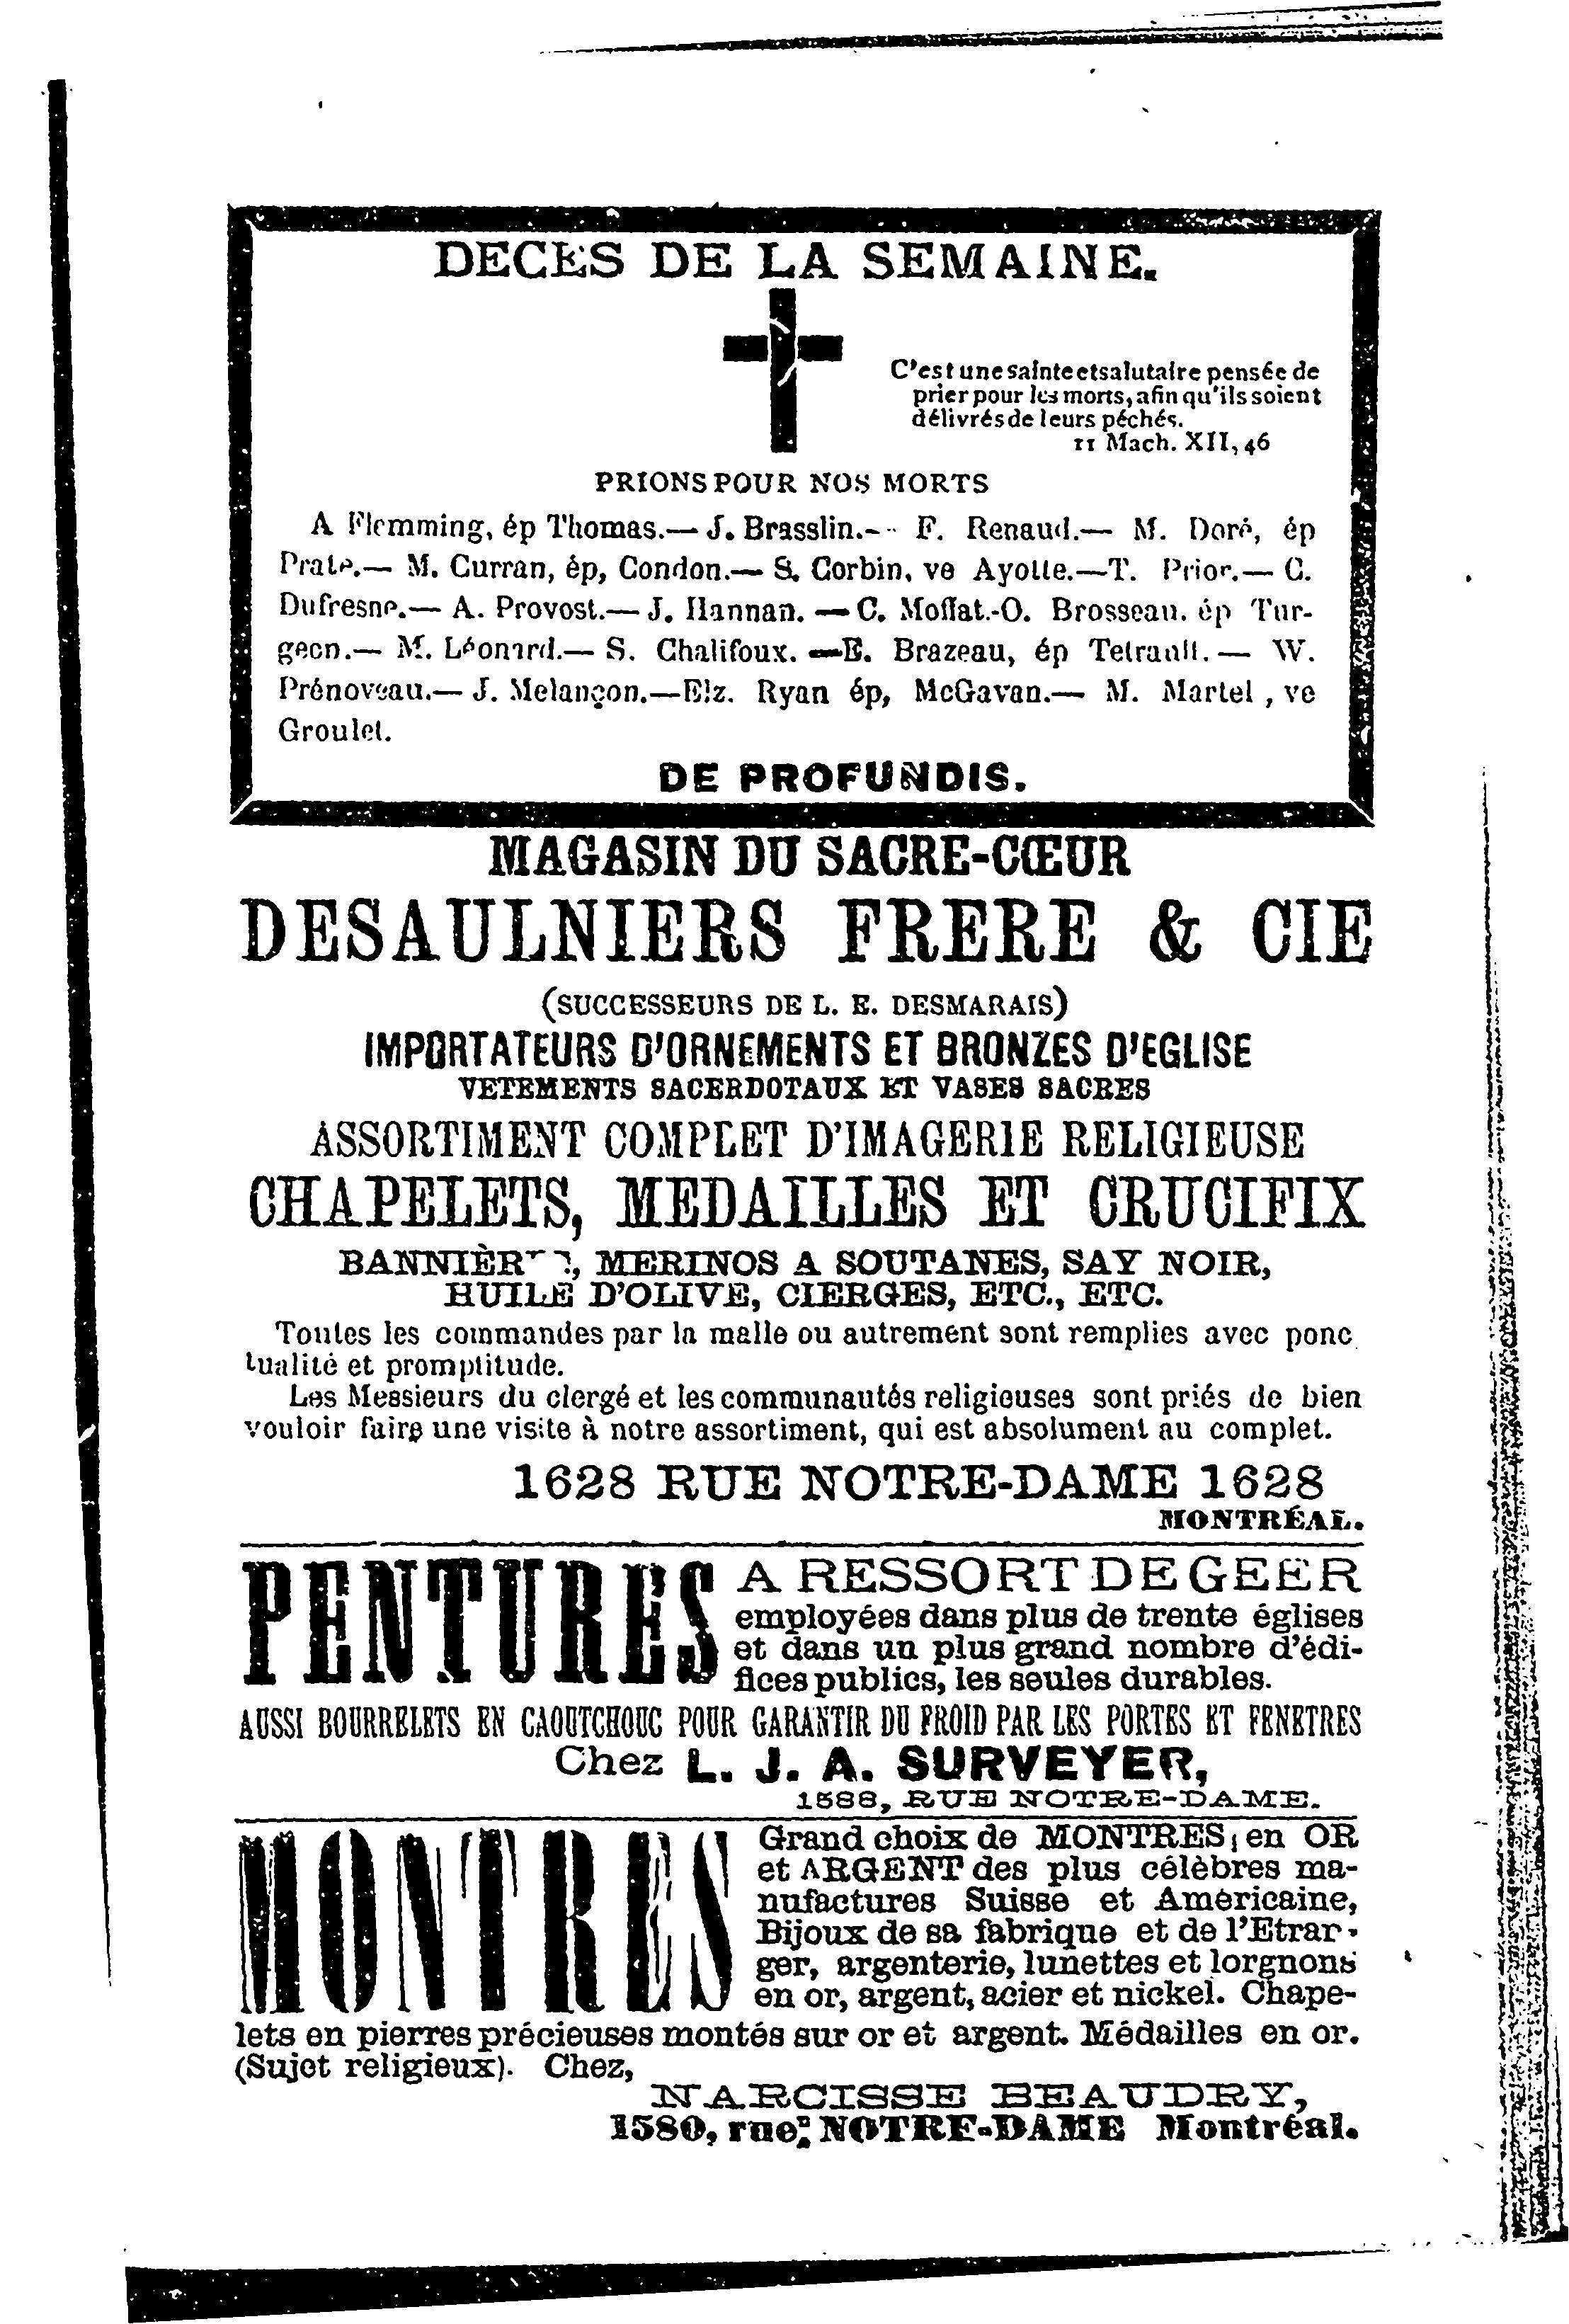 DECES DE LA SEMAINE.
C'est une sainte et salutaire pensée de
prier pour les morts, afin qu'ils soient
délivrés de leurs péchés.
11 Mach. XII, 46
PRIONS POUR NOS MORTS
A Flemming, ép Thomas.— J. Brasslin.-- F. Renaud.— M. Doré, ép
Prate.— M. Curran, ép, Condon.— S. Corbin, ve Ayotte.—T. Prior.— C.
Dufresne.— A. Provost.— J. Hannan. — C. Moffat.-O. Brosseau. ép Tur-
geon.— M. Léonard.— S. Chalifoux. —E. Brazeau, ép Tetrault. — W.
Prénoveau.— J. Melançon.—Elz. Ryan ép, McGavan.— M. Martel , ve
Groulet.
DE PROFUNDIS.
MAGASIN DU SACRE-CŒUR
DESAULNIERS FRERE & CIE
(SUCCESSEURS DE L. E. DESMARAIS)
IMPORTATEURS D'ORNEMENTS ET BRONZES D'EGLISE
VETEMENTS SACERDOTAUX ET VASES SACRES
ASSORTIMENT COMPLET D'IMAGERIE RELIGIEUSE
CHAPELETS, MEDAILLES ET CRUCIFIX
MERINOS A SOUTANES, SAY NOIR,
HUILE D'OLIVE, CIERGES, ETC., ETC.
Toutes les commandes par la malle ou autrement sont remplies avec ponc
tualité et promptitude.
Les Messieurs du clergé et les communautés religieuses sont priés de bien
vouloir faire une visite à notre assortiment, qui est absolument au complet.
1628 RUE NOTRE-DAME 1628
MONTRÉAL.
PENTURES A RESSORT DE GEER
employées dans plus de trente églises
et dans un plus grand nombre d'édi-
fices publics, les seules durables.
AUSSI BOURRELETS EN CAOUTCHOUC POUR GARANTIR DU FROID PAR LES PORTES ET FENETRES
Chez L. J. A. SURVEYER,
1588, RUE NOTRE-DAME.
MONTRES Grand choix de MONTRES, en OR
et ARGENT des plus célèbres ma-
nufactures Suisse et Américaine,
Bijoux de sa fabrique et de l'Etran-
ger, argenterie, lunettes et lorgnons
en or, argent, acier et nickel. Chape-
lets en pierres précieuses montés sur or et argent. Médailles en or.
(Sujet religieux). Chez,
NARCISSE BEAUDRY,
1580, rue NOTRE-DAME Montréal.